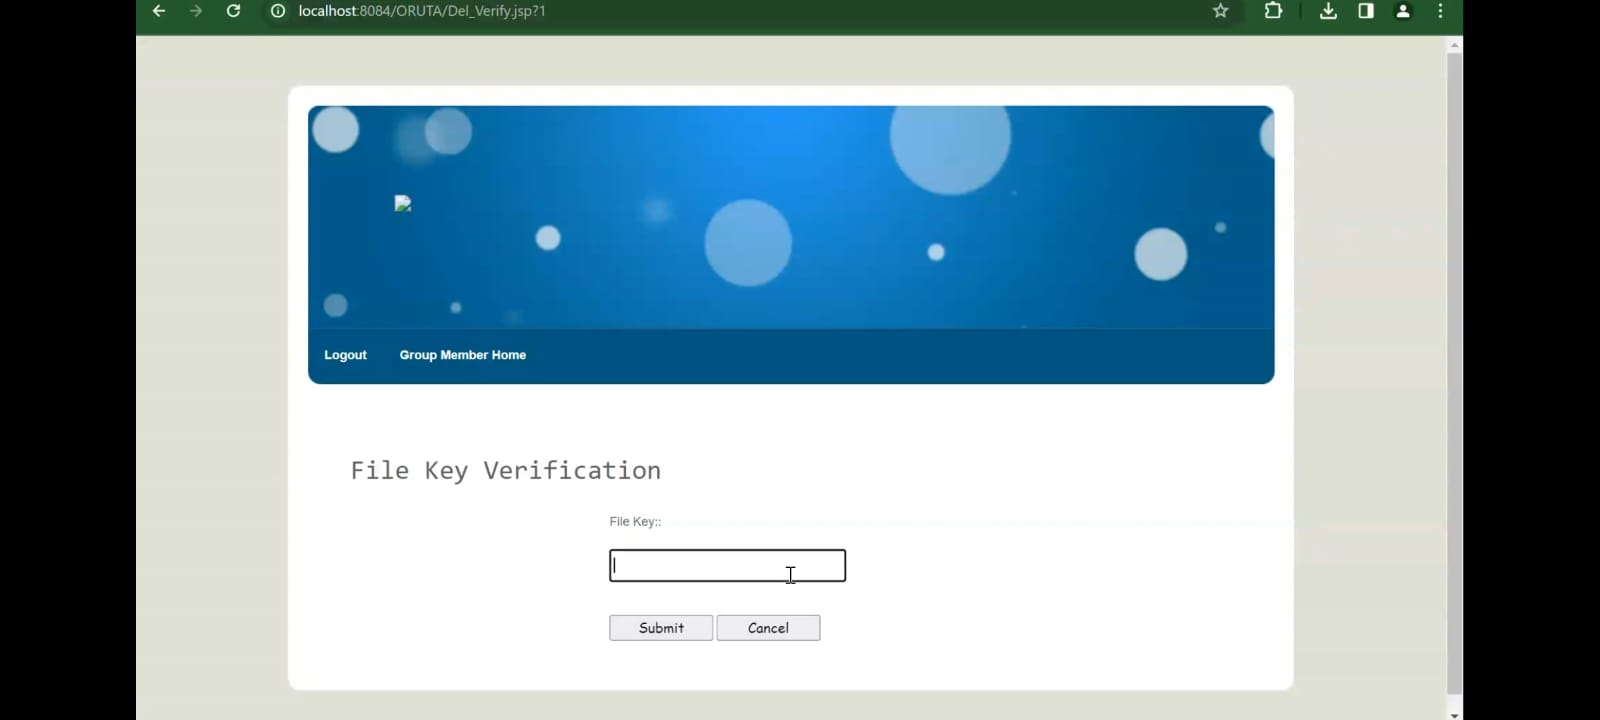 localhost:8084/ORUTA/Del_Verify.jsp?1
Logout Group Member Home
File Key Verification
File Key::
Submit Cancel